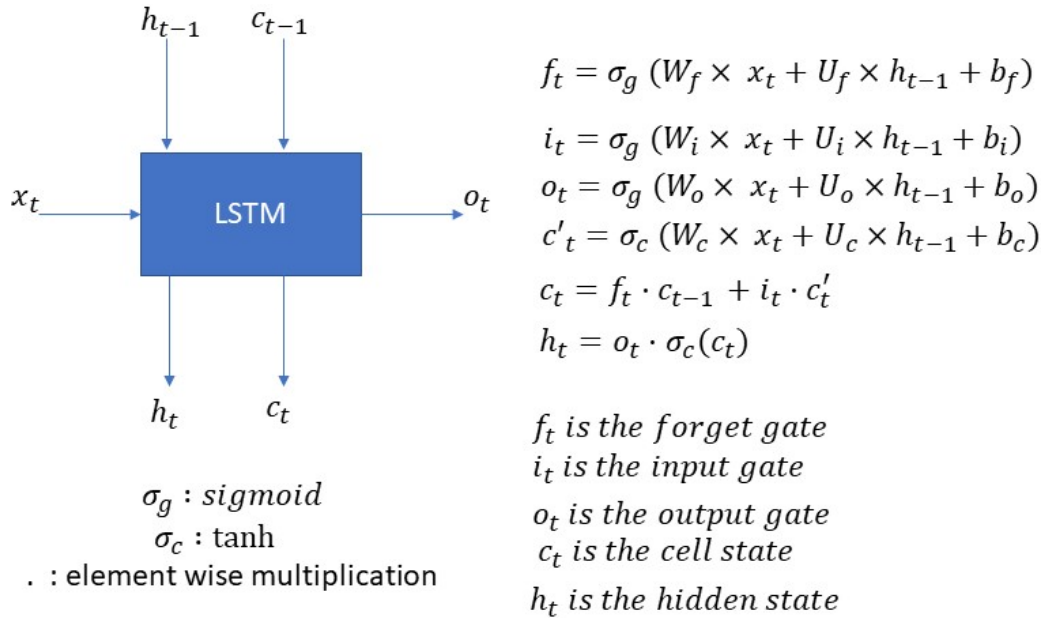 h_{t−1}
c_{t−1}
x_t
LSTM
o_t
h_t
c_t
σ_g : sigmoid
σ_c : tanh
. : element wise multiplication
f_t = σ_g (W_f × x_t + U_f × h_{t−1} + b_f)
i_t = σ_g (W_i × x_t + U_i × h_{t−1} + b_i)
o_t = σ_g (W_o × x_t + U_o × h_{t−1} + b_o)
c'_t = σ_c (W_c × x_t + U_c × h_{t−1} + b_c)
c_t = f_t · c_{t−1} + i_t · c'_t
h_t = o_t · σ_c(c_t)
f_t is the forget gate
i_t is the input gate
o_t is the output gate
c_t is the cell state
h_t is the hidden state